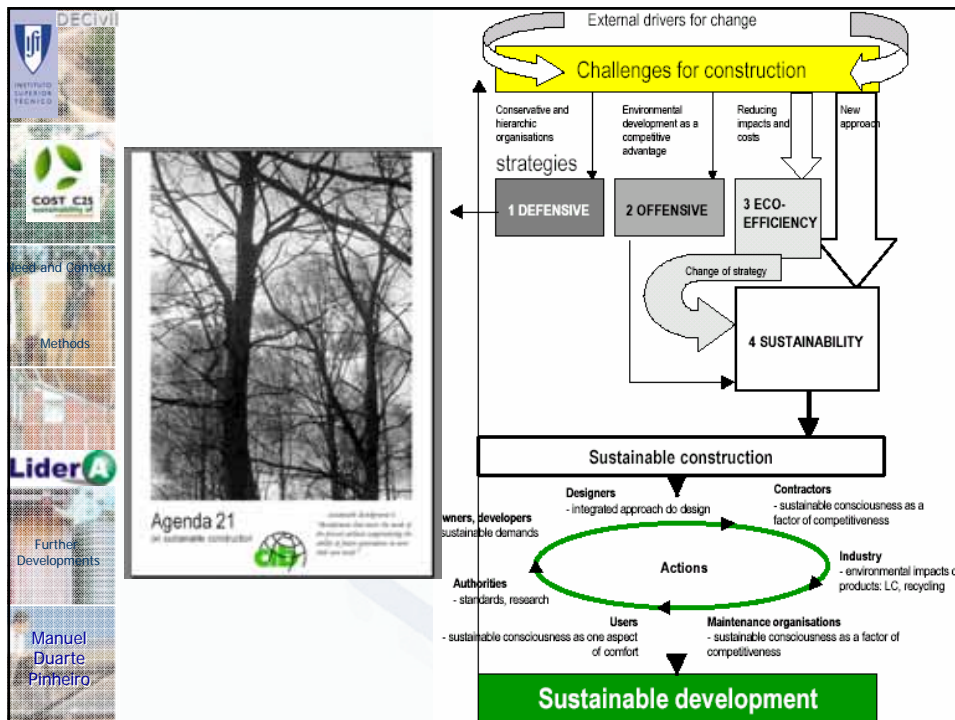 DECivil
INSTITUTO
SUPERIOR
TÉCNICO
COST C25
sustainability of
Need and Context
Methods
LiderA
Further
Developments
Manuel
Duarte
Pinheiro
Agenda 21
on sustainable construction
External drivers for change
Challenges for construction
Conservative and
hierarchic
organisations
Environmental
development as a
competitive
advantage
Reducing
impacts and
costs
New
approach
strategies
1 DEFENSIVE
2 OFFENSIVE
3 ECO-
EFFICIENCY
Change of strategy
4 SUSTAINABILITY
Sustainable construction
Designers
- integrated approach do design
Contractors
- sustainable consciousness as a
factor of competitiveness
wners, developers
sustainable demands
Industry
- environmental impacts o
products: LC, recycling
Actions
Authorities
- standards, research
Users
- sustainable consciousness as one aspect
of comfort
Maintenance organisations
- sustainable consciousness as a factor of
competitiveness
Sustainable development